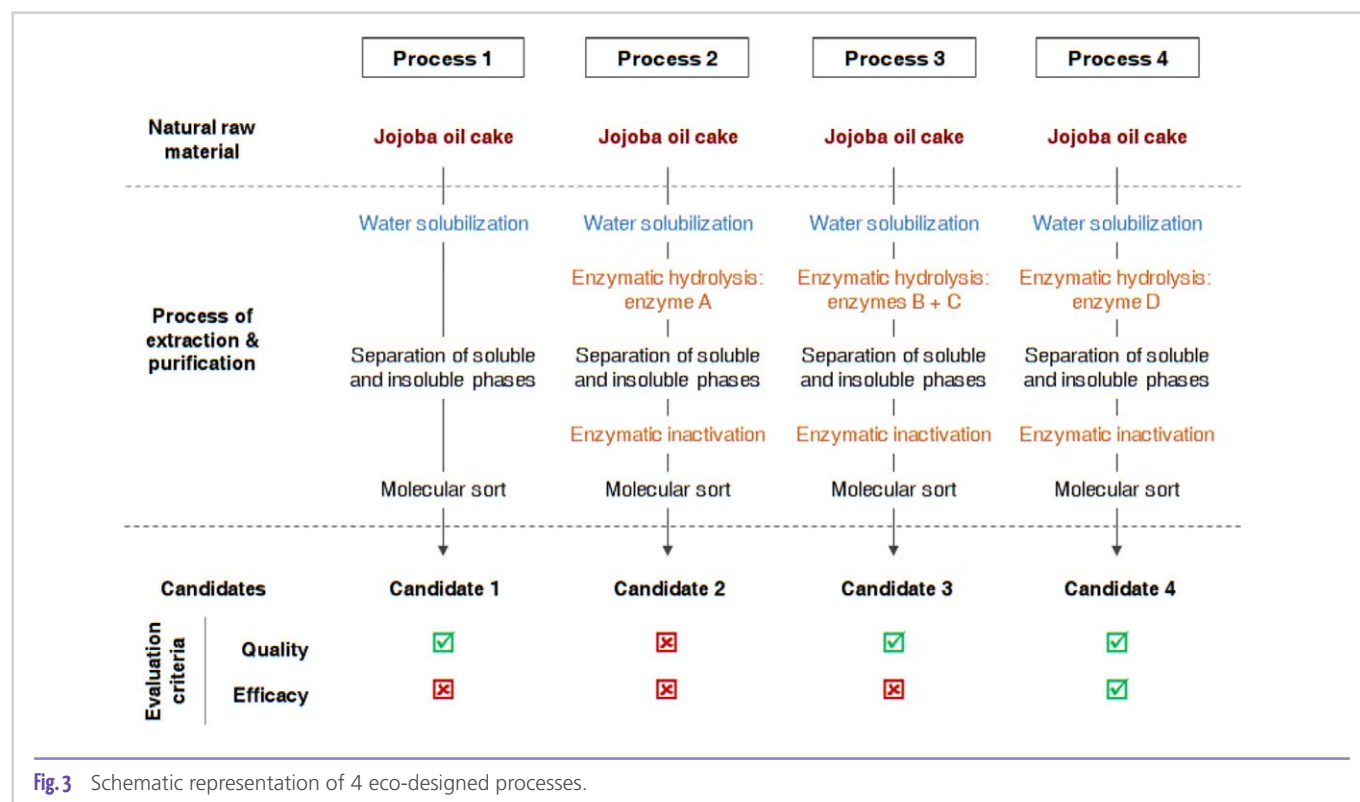 Process 1 Process 2 Process 3 Process 4
Natural raw
material
Jojoba oil cake Jojoba oil cake Jojoba oil cake Jojoba oil cake
Water solubilization Water solubilization Water solubilization Water solubilization
Enzymatic hydrolysis: Enzymatic hydrolysis: Enzymatic hydrolysis:
enzyme A enzymes B + C enzyme D
Process of
extraction &
purification
Separation of soluble Separation of soluble Separation of soluble Separation of soluble
and insoluble phases and insoluble phases and insoluble phases and insoluble phases
Enzymatic inactivation Enzymatic inactivation Enzymatic inactivation
Molecular sort Molecular sort Molecular sort Molecular sort
Candidates Candidate 1 Candidate 2 Candidate 3 Candidate 4
Evaluation
criteria
Quality
Efficacy
Fig. 3 Schematic representation of 4 eco-designed processes.